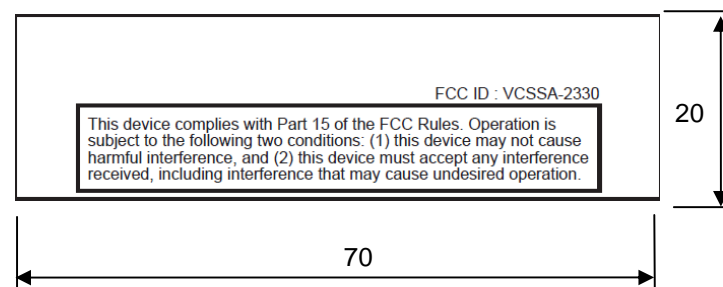 FCC ID : VCSSA-2330
This device complies with Part 15 of the FCC Rules. Operation is
subject to the following two conditions: (1) this device may not cause
harmful interference, and (2) this device must accept any interference
received, including interference that may cause undesired operation.
20
70